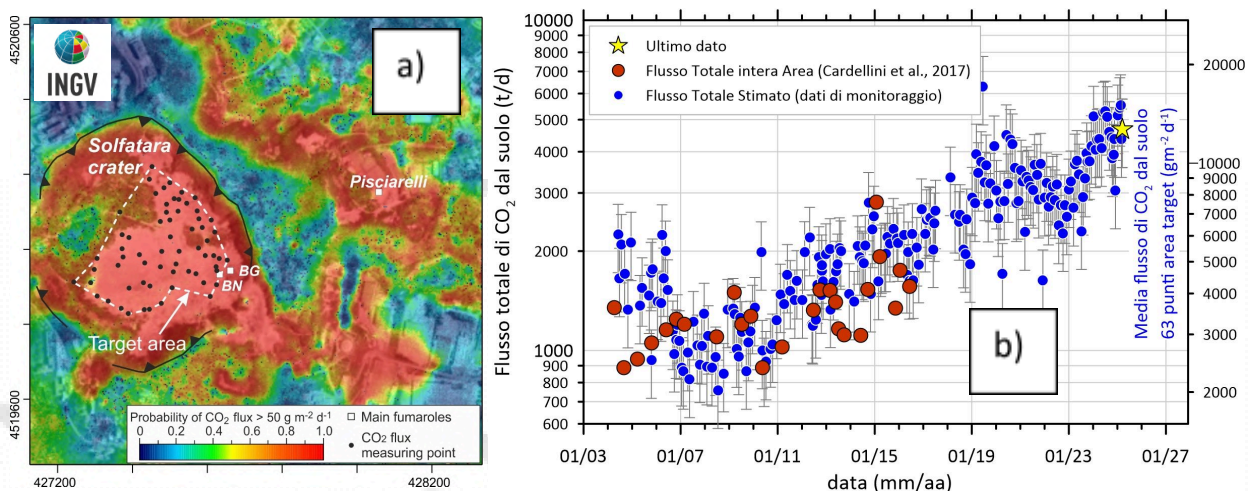 4520600
4519600
INGV
a)
Solfatara
crater
Pisciarelli
BG
BN
Target area
Probability of CO2 flux > 50 g m-2 d-1
0 0.2 0.4 0.6 0.8 1.0
Main fumaroles
CO2 flux
measuring point
427200 428200
Flusso totale di CO2 dal suolo (t/d)
10000
9000
8000
7000
6000
5000
4000
3000
2000
1000
900
800
700
600
Ultimo dato
Flusso Totale intera Area (Cardellini et al., 2017)
Flusso Totale Stimato (dati di monitoraggio)
b)
01/03 01/07 01/11 01/15 01/19 01/23 01/27
data (mm/aa)
20000
10000
9000
8000
7000
6000
5000
4000
3000
2000
Media flusso di CO2 dal suolo
63 punti area target (gm-2 d-1)